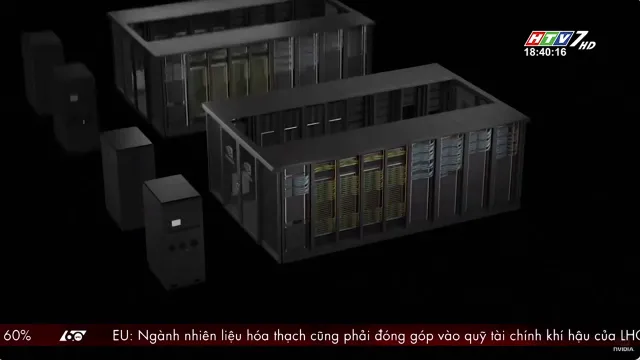 HTV7 HD
18:40:16
60% 60 EU: Ngành nhiên liệu hóa thạch cũng phải đóng góp vào quỹ tài chính khí hậu của LHQ
NVIDIA